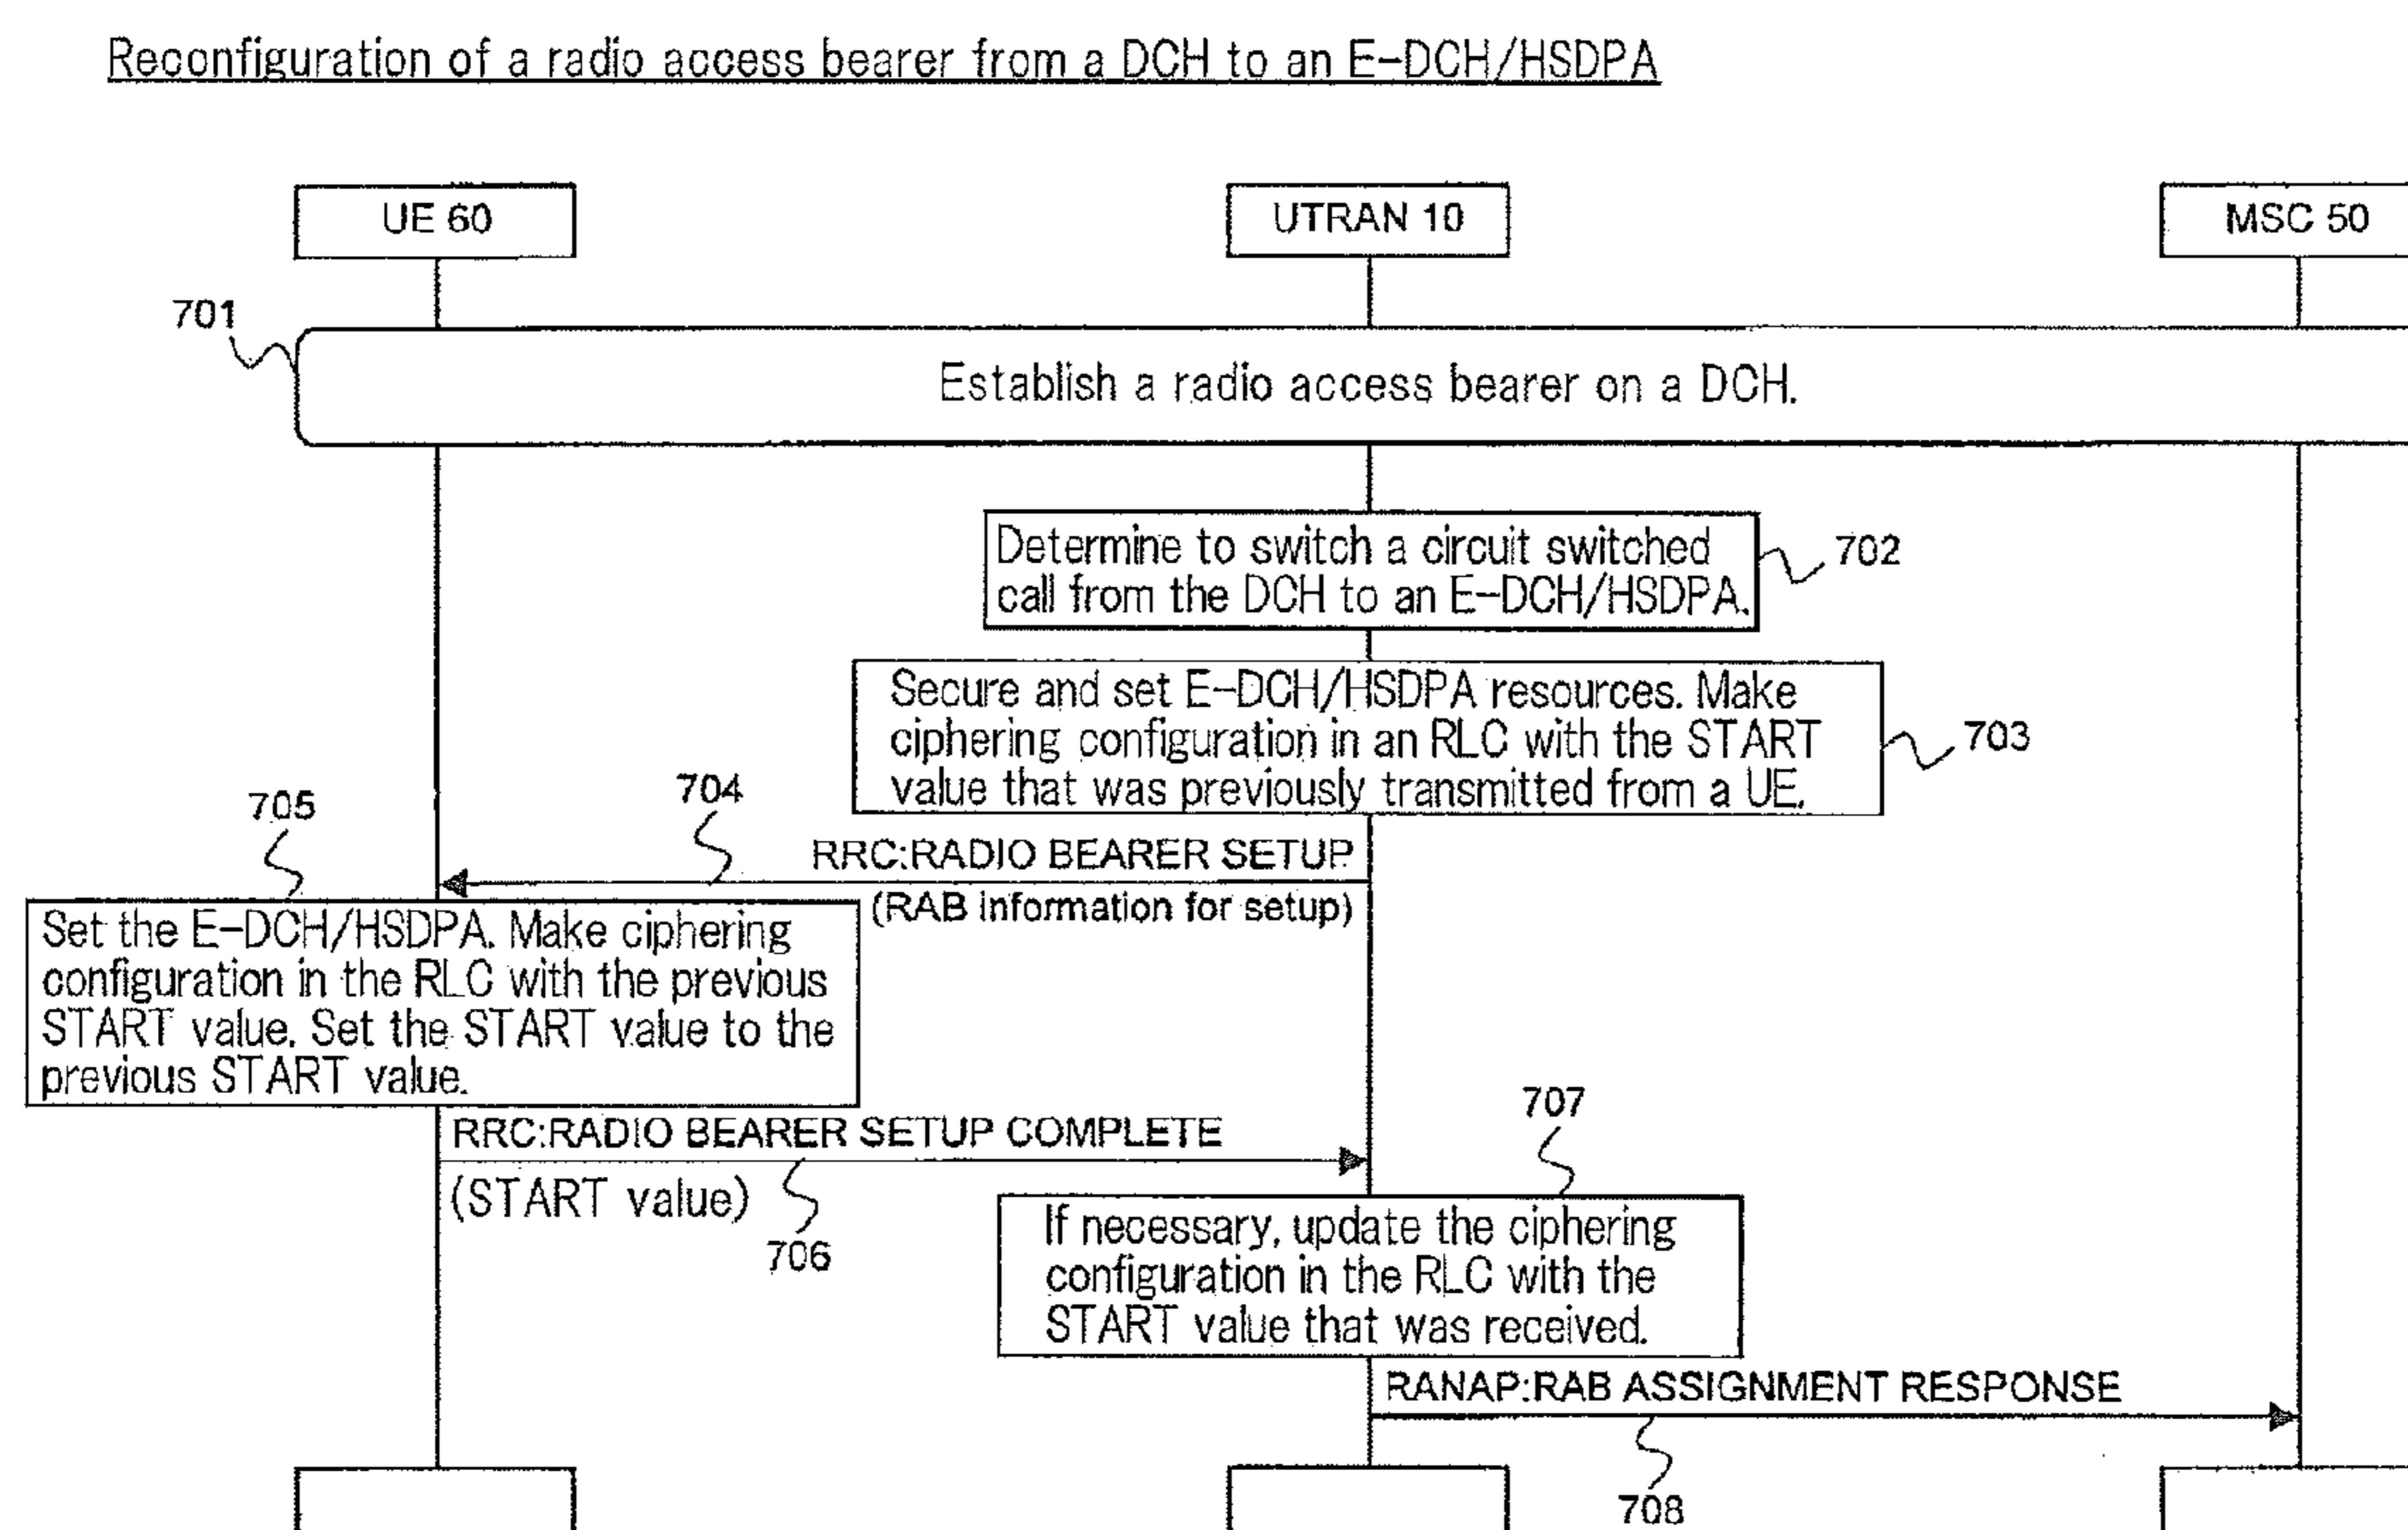 Reconfiguration of a radio access bearer from a DCH to an E-DCH/HSDPA
UE 60
UTRAN 10
MSC 50
701
Establish a radio access bearer on a DCH.
Determine to switch a circuit switched
call from the DCH to an E-DCH/HSDPA.
702
Secure and set E-DCH/HSDPA resources. Make
ciphering configuration in an RLC with the START
value that was previously transmitted from a UE.
703
704
RRC:RADIO BEARER SETUP
(RAB information for setup)
705
Set the E-DCH/HSDPA. Make ciphering
configuration in the RLC with the previous
START value. Set the START value to the
previous START value.
RRC:RADIO BEARER SETUP COMPLETE
(START value)
706
707
If necessary, update the ciphering
configuration in the RLC with the
START value that was received.
RANAP:RAB ASSIGNMENT RESPONSE
708